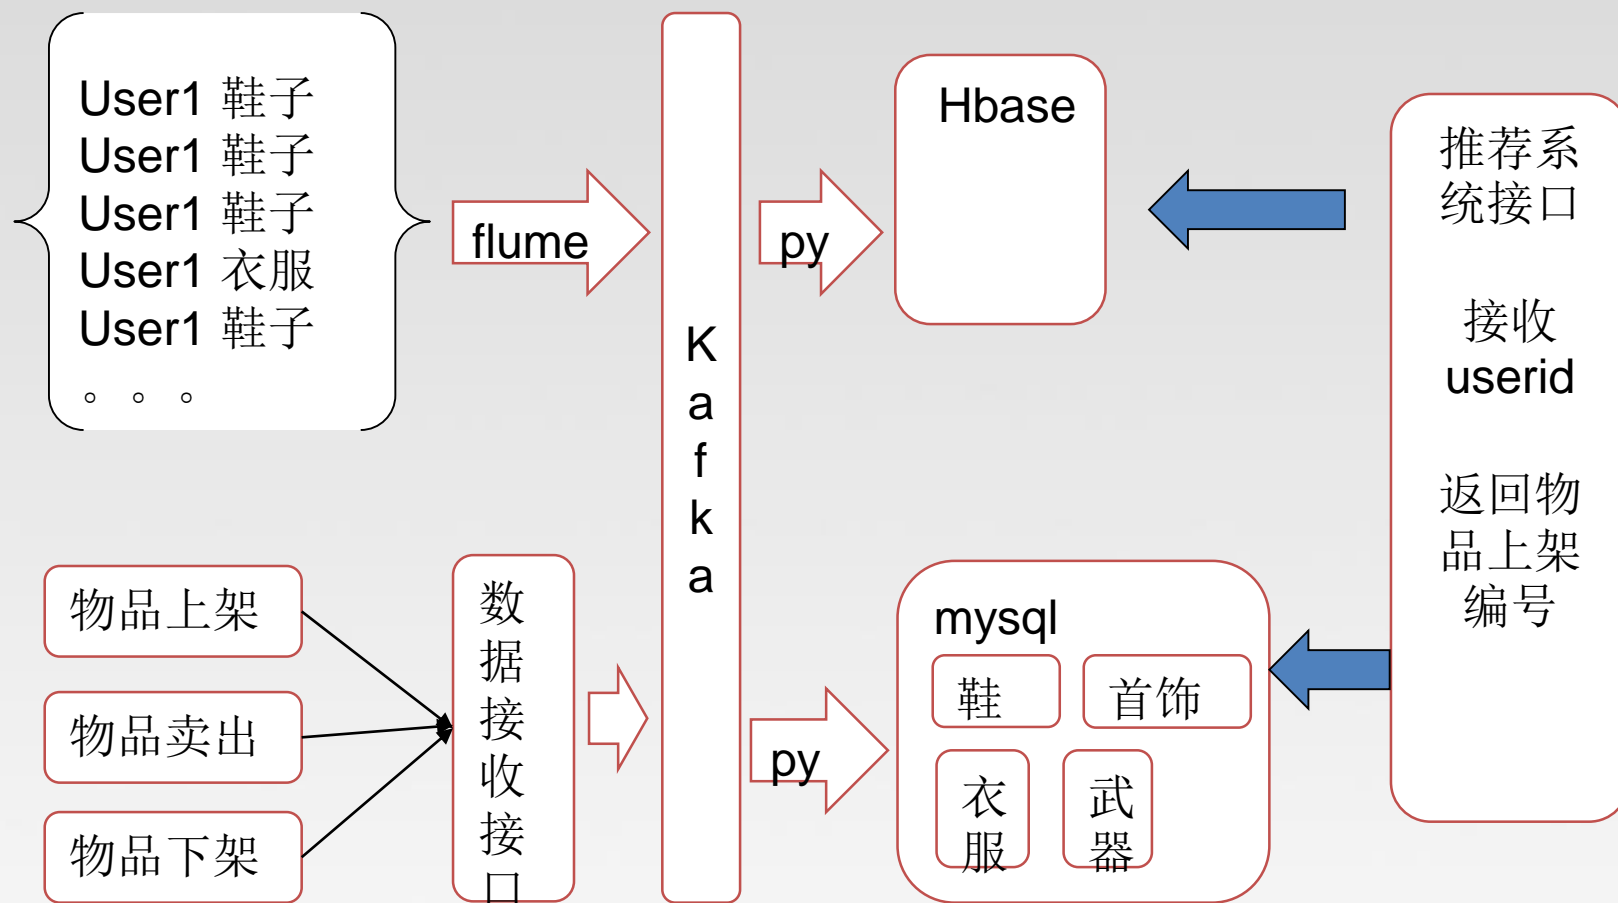 User1 鞋子
User1 鞋子
User1 鞋子
User1 衣服
User1 鞋子
。。。
flume
K
a
f
k
a
py
Hbase
推荐系
统接口
接收
userid
返回物
品上架
编号
物品上架
物品卖出
物品下架
数
据
接
收
接
口
py
mysql
鞋
首饰
衣
服
武
器